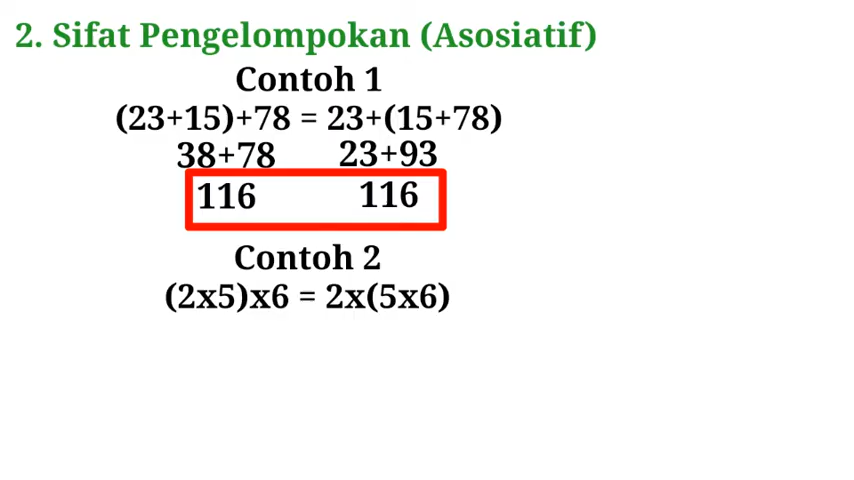 2. Sifat Pengelompokan (Asosiatif)
Contoh 1
(23+15)+78 = 23+(15+78)
38+78 23+93
116 116
Contoh 2
(2x5)x6 = 2x(5x6)